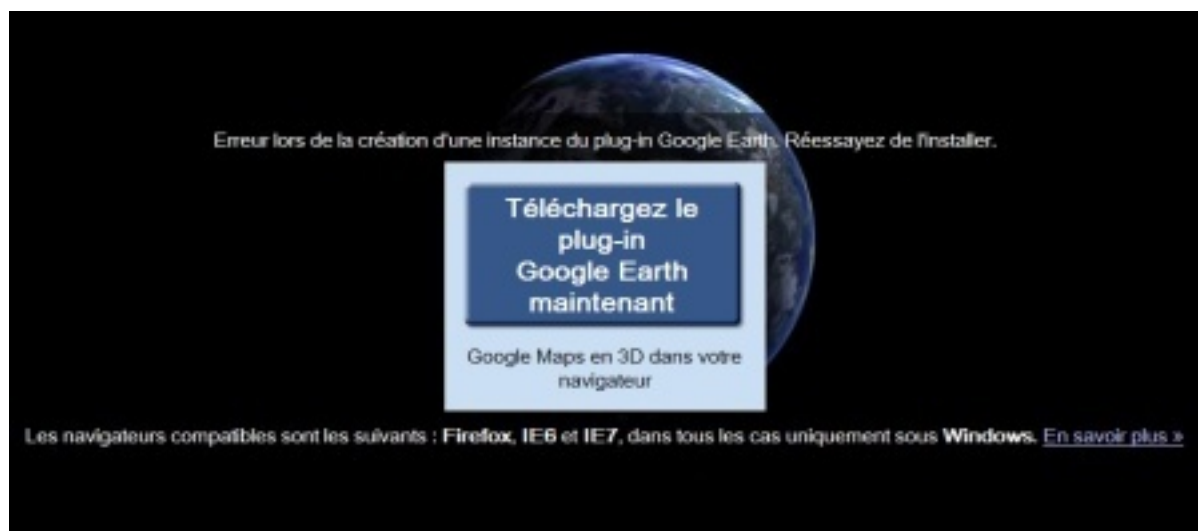 Erreur lors de la création d'une instance du plug-in Google Earth. Réessayez de l'installer.
Téléchargez le
plug-in
Google Earth
maintenant
Google Maps en 3D dans votre
navigateur
Les navigateurs compatibles sont les suivants : Firefox, IE6 et IE7, dans tous les cas uniquement sous Windows. En savoir plus »